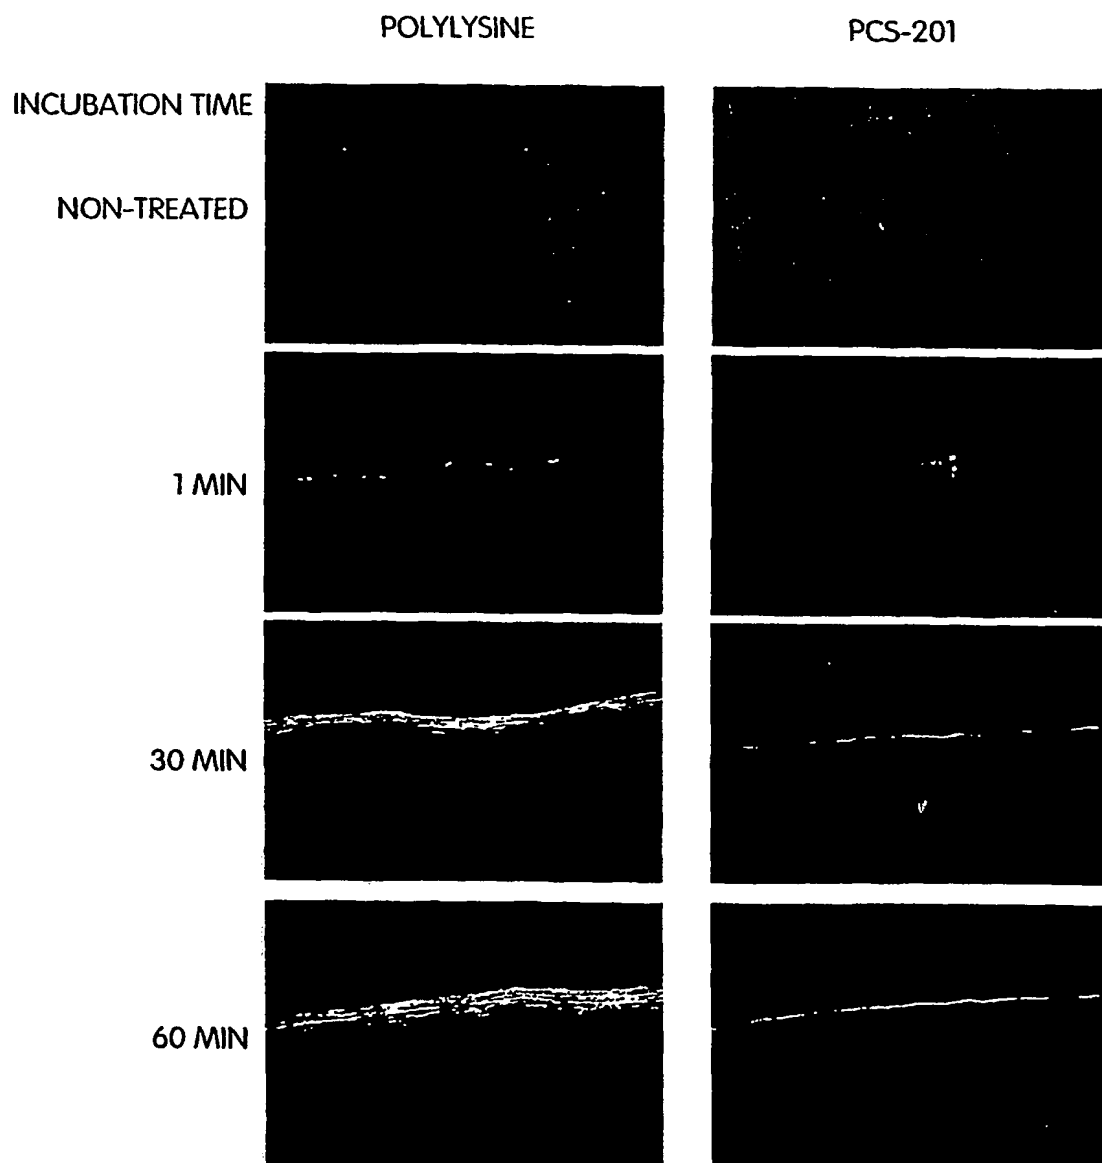 POLYLYSINE PCS-201
INCUBATION TIME
NON-TREATED
1 MIN
30 MIN
60 MIN